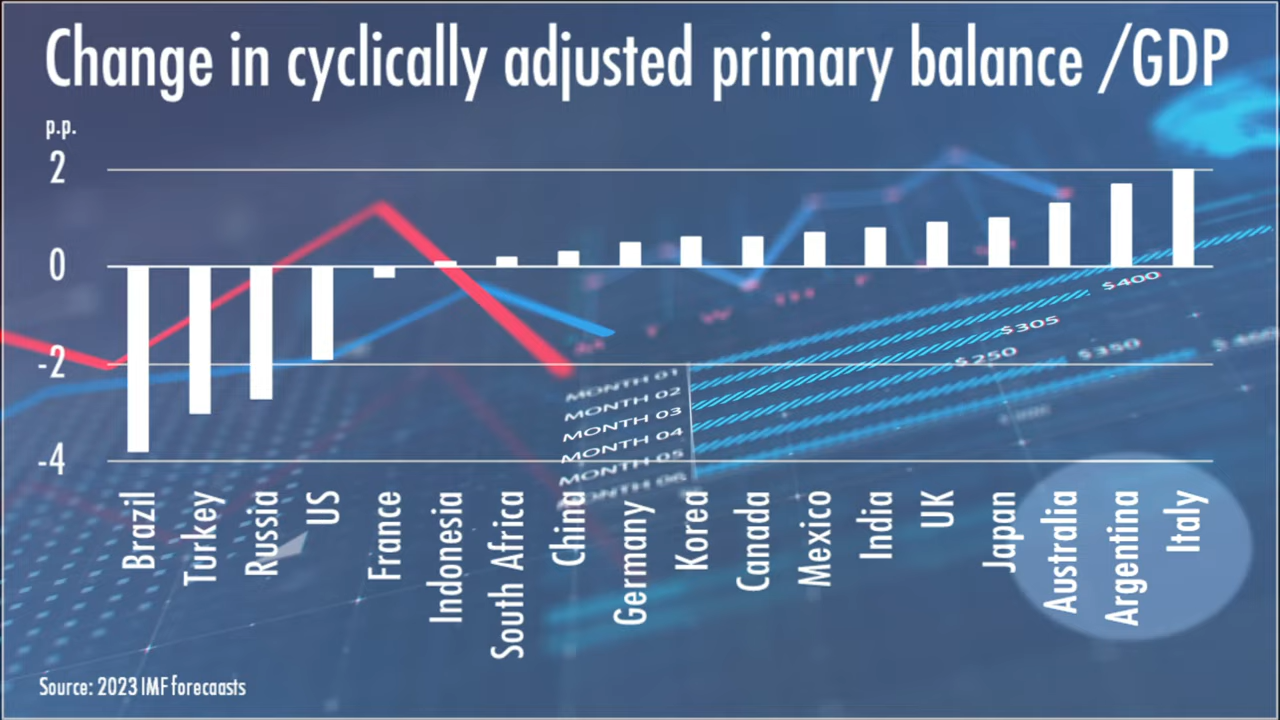 Change in cyclically adjusted primary balance /GDP
p.p.
2
0
-2
-4
$400
$305
$250
$350
MONTH 01
MONTH 02
MONTH 03
MONTH 04
MONTH 05
Brazil
Turkey
Russia
US
France
Indonesia
South Africa
China
Germany
Korea
Canada
Mexico
India
UK
Japan
Australia
Argentina
Italy
Source: 2023 IMF forecaasts